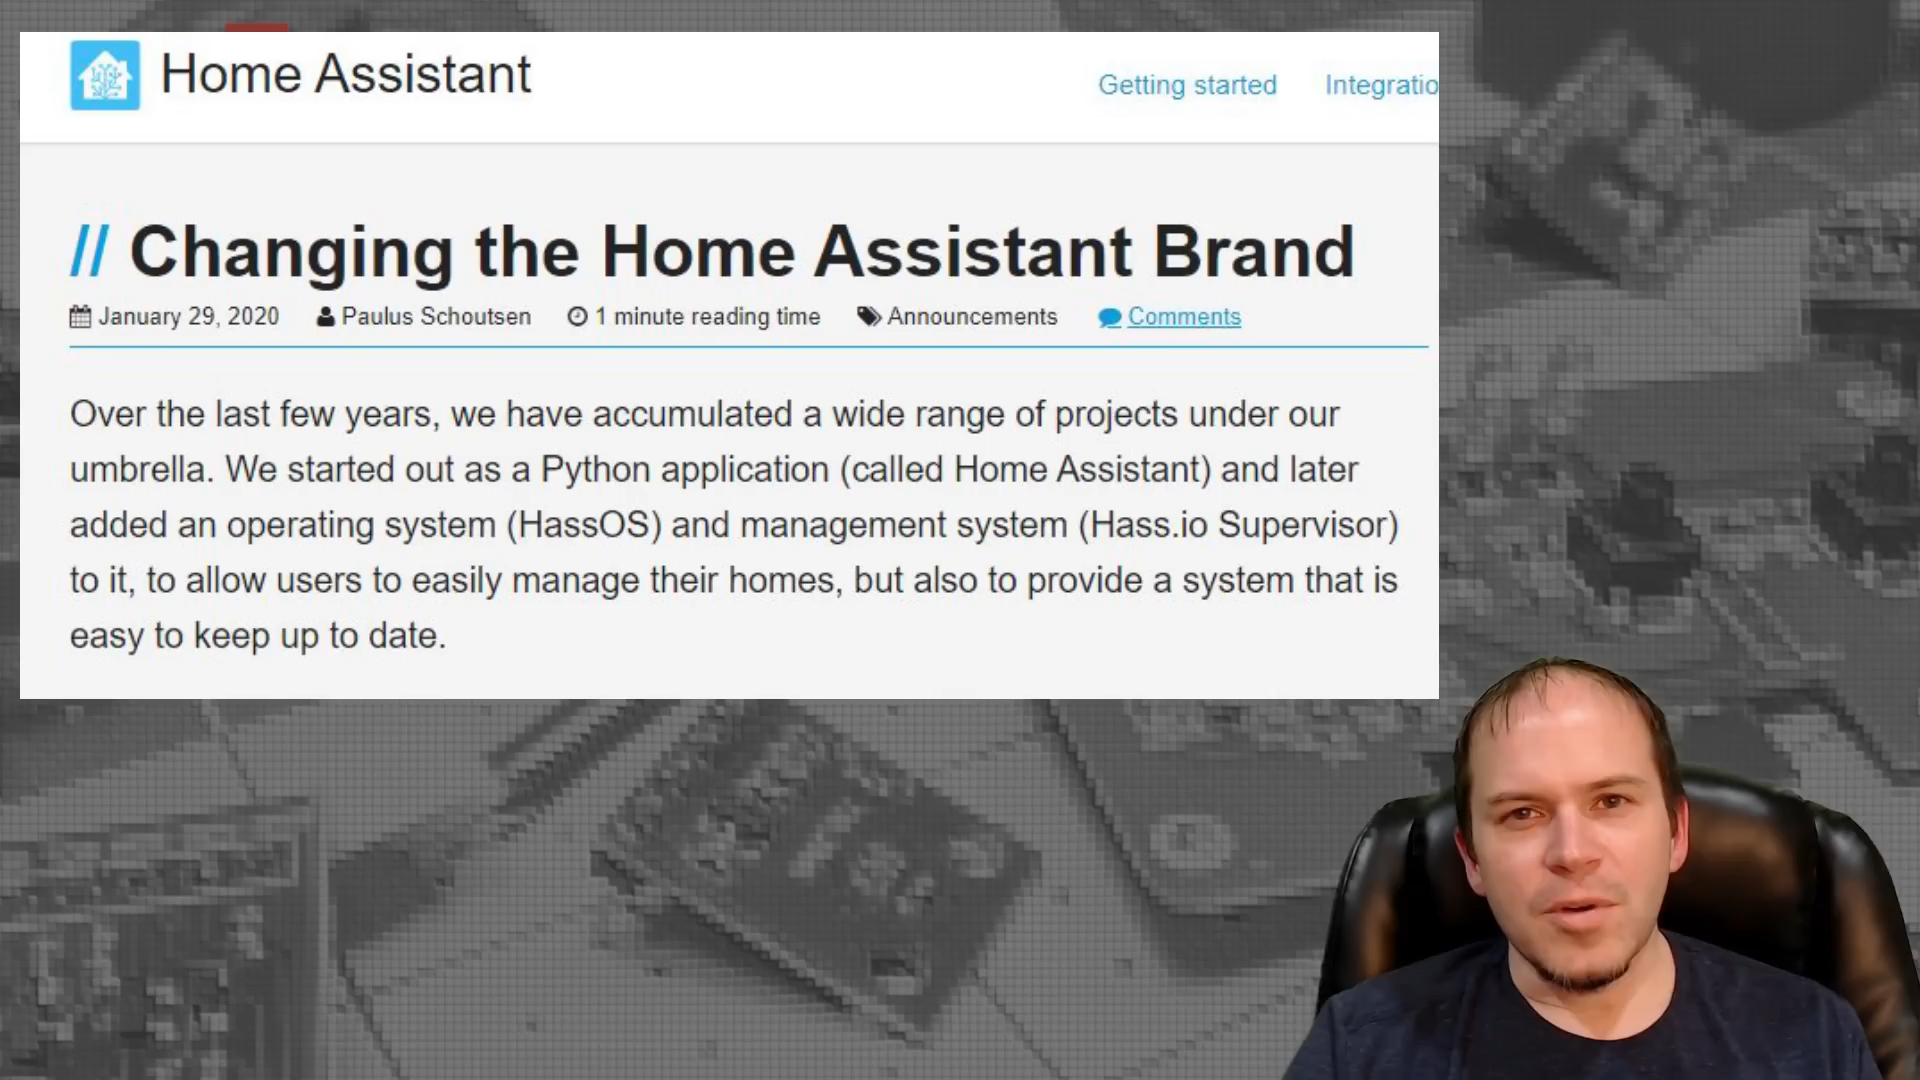 Home Assistant
Getting started Integratio
// Changing the Home Assistant Brand
January 29, 2020 Paulus Schoutsen 1 minute reading time Announcements Comments
Over the last few years, we have accumulated a wide range of projects under our
umbrella. We started out as a Python application (called Home Assistant) and later
added an operating system (HassOS) and management system (Hass.io Supervisor)
to it, to allow users to easily manage their homes, but also to provide a system that is
easy to keep up to date.